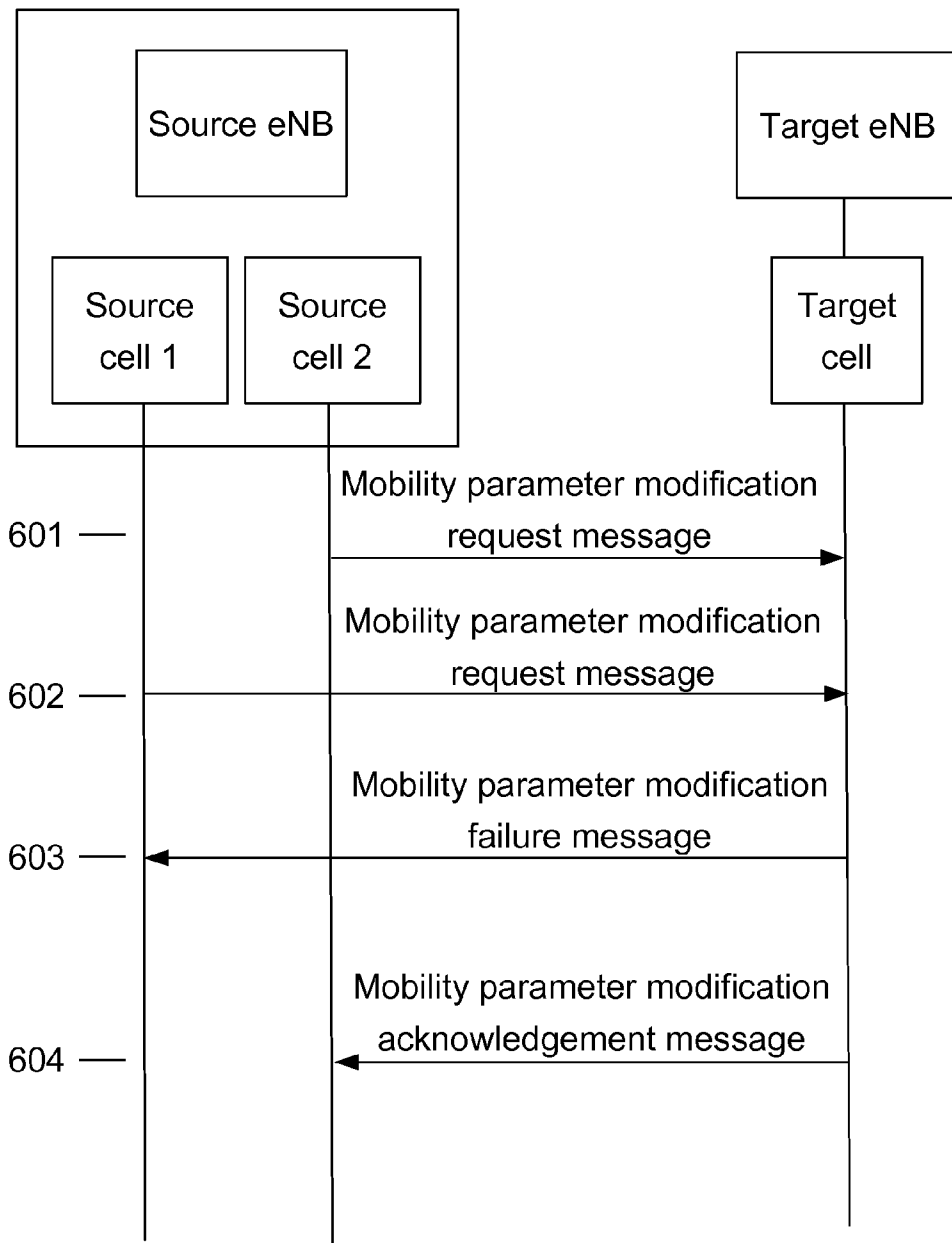 Source eNB
Target eNB
Source
cell 1
Source
cell 2
Target
cell
Mobility parameter modification
request message
601
Mobility parameter modification
request message
602
Mobility parameter modification
failure message
603
Mobility parameter modification
acknowledgement message
604